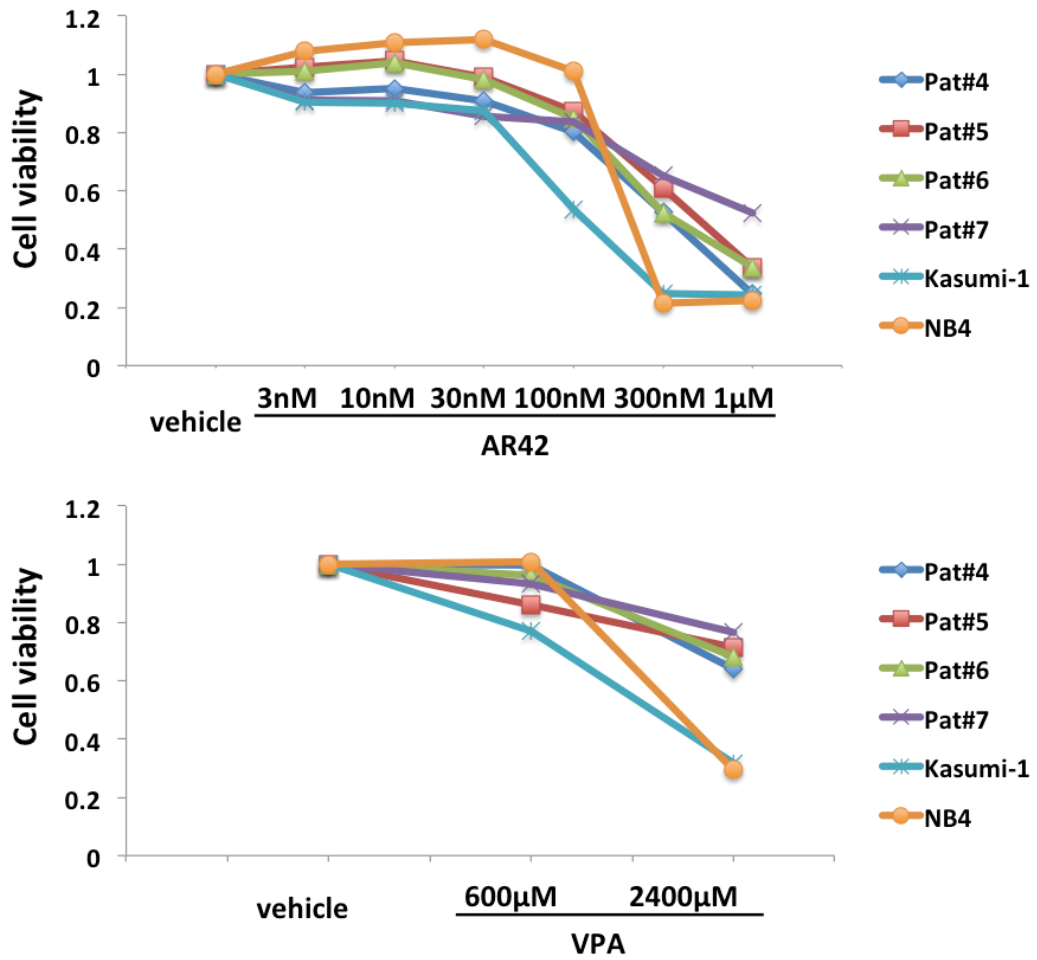 Cell viability
1.2
1
0.8
0.6
0.4
0.2
0
vehicle
3nM 10nM 30nM 100nM 300nM 1µM
AR42
Pat#4
Pat#5
Pat#6
Pat#7
Kasumi-1
NB4
Cell viability
1.2
1
0.8
0.6
0.4
0.2
0
vehicle
600µM 2400µM
VPA
Pat#4
Pat#5
Pat#6
Pat#7
Kasumi-1
NB4